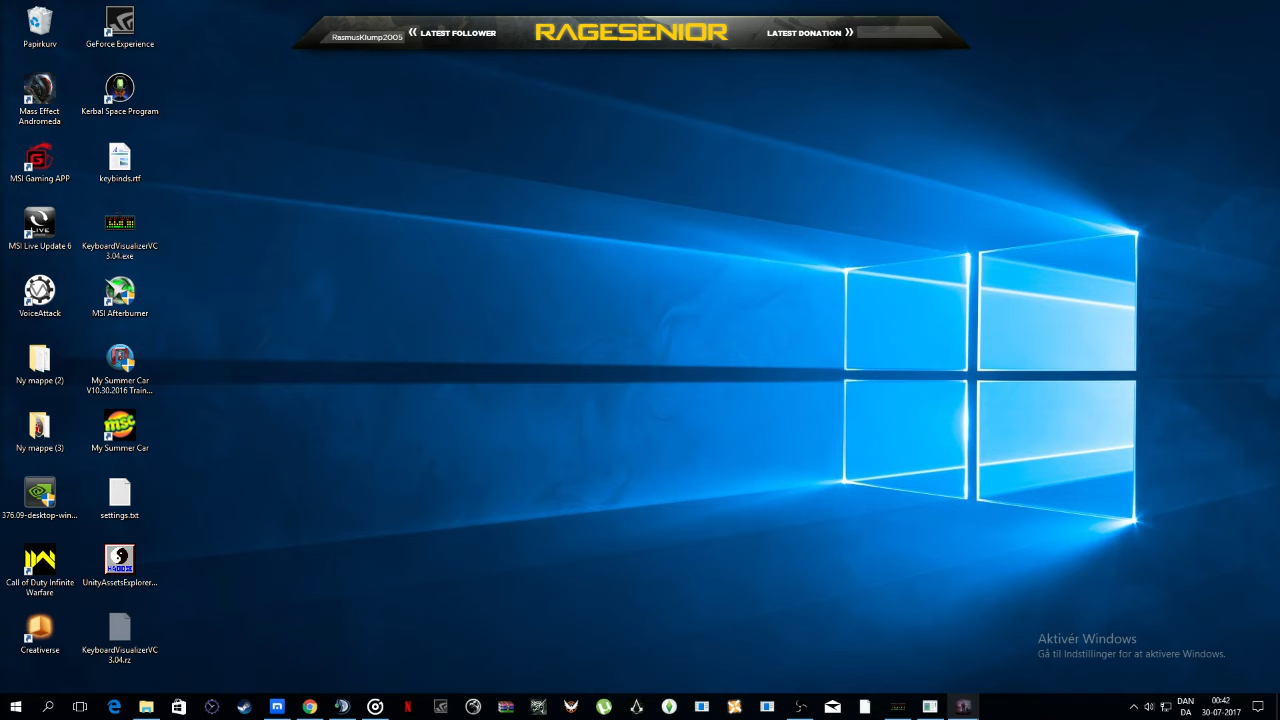 RasmusKlump2005
LATEST FOLLOWER
RAGESENIOR
LATEST DONATION
Papirkurv
GeForce Experience
Mass Effect
Andromeda
Kerbal Space Program
MSI Gaming APP
keybinds.rtf
LIVE
MSI Live Update 6
KeyboardVisualizerVC
3.04.exe
VoiceAttack
MSI Afterburner
Ny mappe (2)
My Summer Car
V10.30.2016 Train...
msc
Ny mappe (3)
My Summer Car
376.09-desktop-win...
settings.txt
Call of Duty Infinite
Warfare
UnityAssetsExplorer...
Creativerse
KeyboardVisualizerVC
3.04.rz
Aktivér Windows
Gå til Indstillinger for at aktivere Windows.
DAN
DA
00:42
30-07-2017